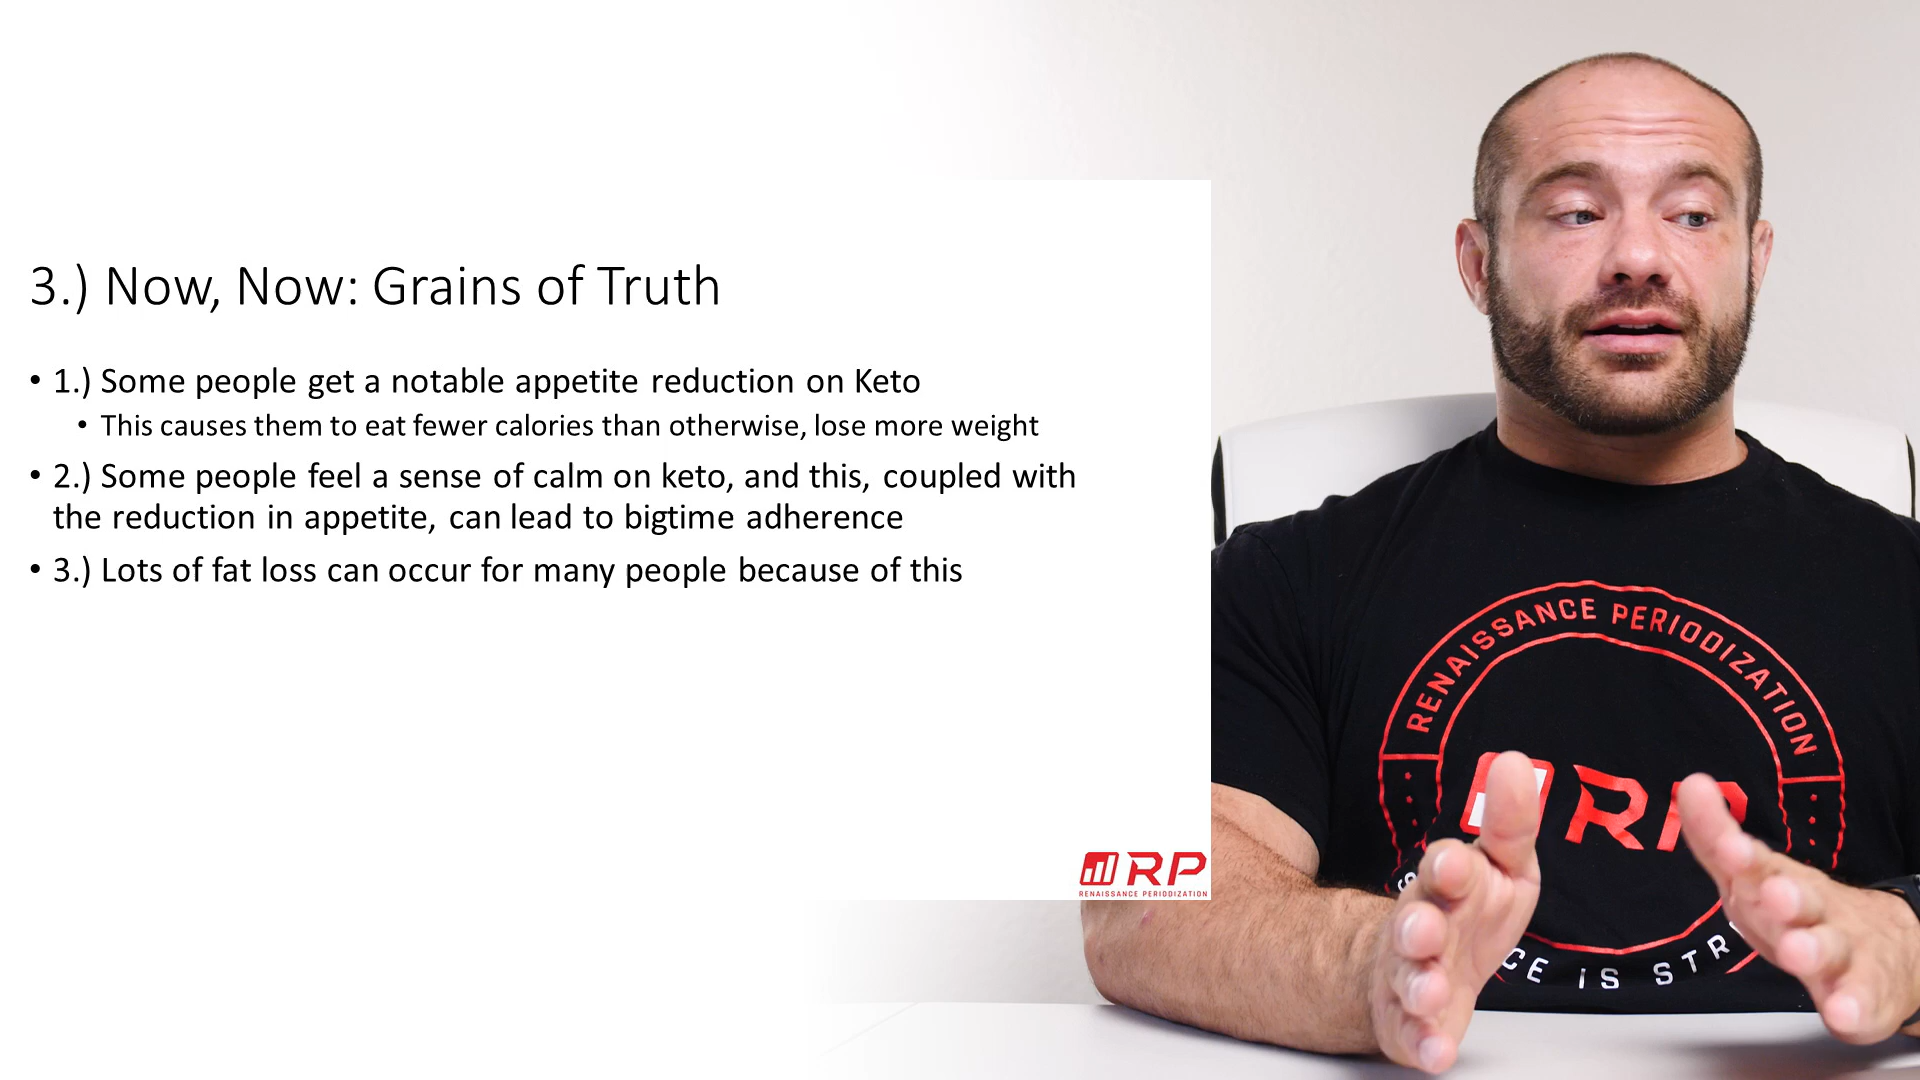 3.) Now, Now: Grains of Truth
• 1.) Some people get a notable appetite reduction on Keto
• This causes them to eat fewer calories than otherwise, lose more weight
• 2.) Some people feel a sense of calm on keto, and this, coupled with
the reduction in appetite, can lead to bigtime adherence
• 3.) Lots of fat loss can occur for many people because of this
RP
RENAISSANCE PERIODIZATION
RENAISSANCE PERIODIZATION
RP
IS